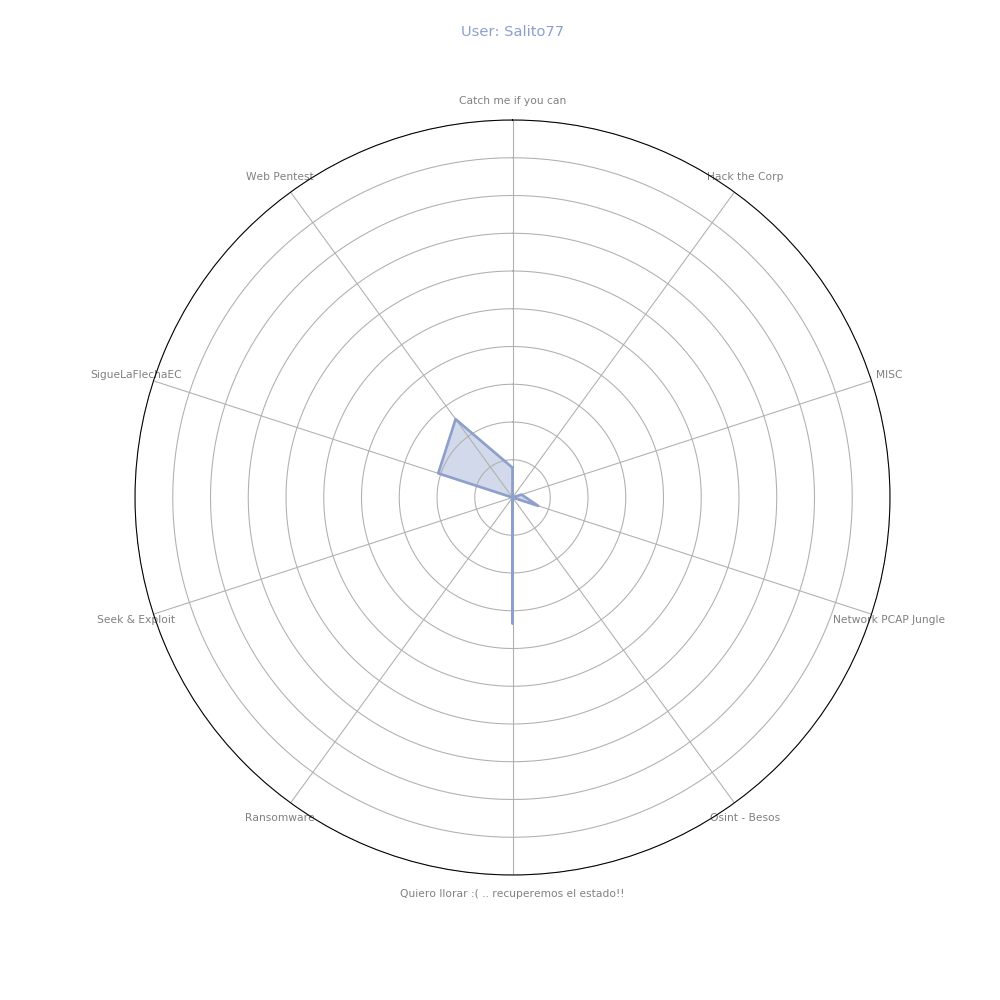 User: Salito77
Catch me if you can
Web Pentest
Hack the Corp
SigueLaFlechaEC
MISC
Seek & Exploit
Network PCAP Jungle
Ransomware
Osint - Besos
Quiero llorar :( .. recuperemos el estado!!